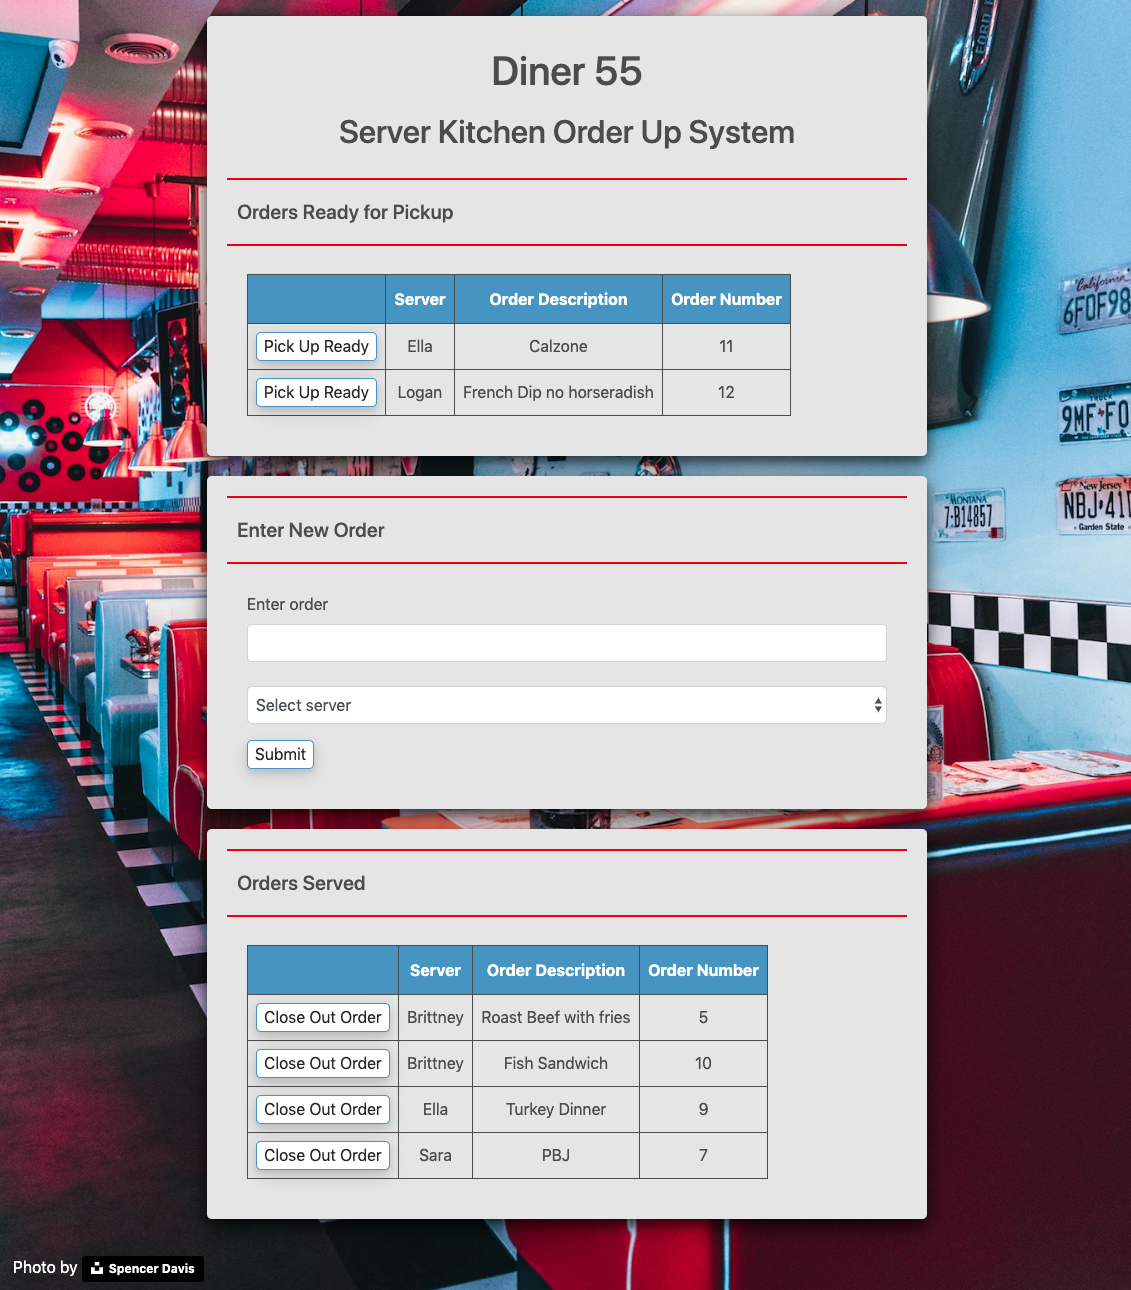 Diner 55
Server Kitchen Order Up System
Orders Ready for Pickup
Server Order Description Order Number
Pick Up Ready Ella Calzone 11
Pick Up Ready Logan French Dip no horseradish 12
Enter New Order
Enter order
Select server
Submit
Orders Served
Server Order Description Order Number
Close Out Order Brittney Roast Beef with fries 5
Close Out Order Brittney Fish Sandwich 10
Close Out Order Ella Turkey Dinner 9
Close Out Order Sara PBJ 7
FORD
California
6F0F98
TRUCK
9MF FO
MONTANA
7·B14857
New Jersey
NBJ·41
Garden State
Photo by Spencer Davis